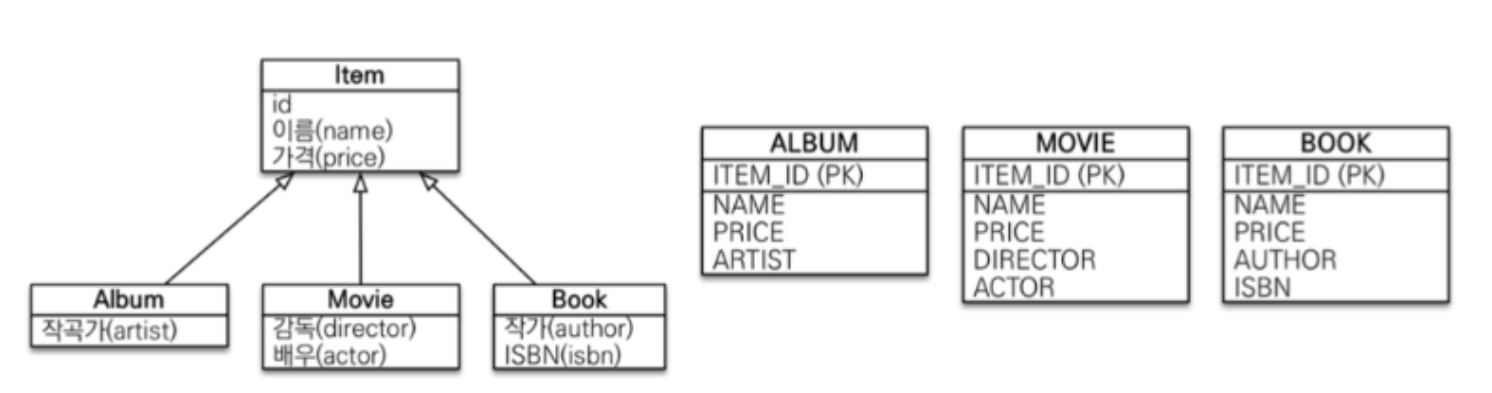 Item
id
이름(name)
가격(price)
Album
작곡가(artist)
Movie
감독(director)
배우(actor)
Book
작가(author)
ISBN(isbn)
ALBUM
ITEM_ID (PK)
NAME
PRICE
ARTIST
MOVIE
ITEM_ID (PK)
NAME
PRICE
DIRECTOR
ACTOR
BOOK
ITEM_ID (PK)
NAME
PRICE
AUTHOR
ISBN